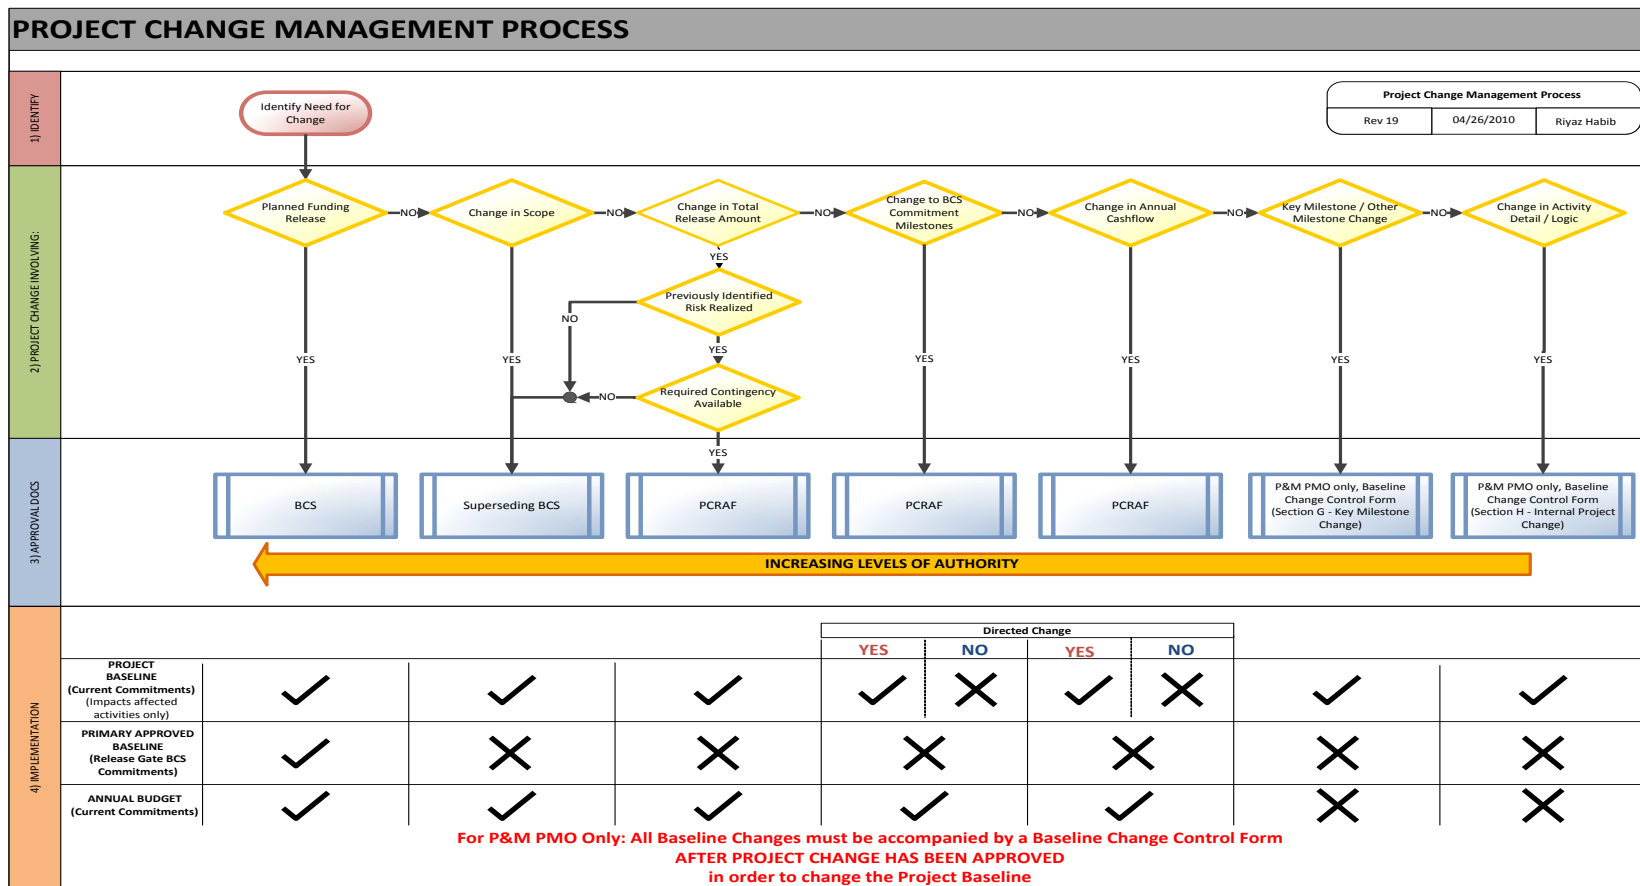 PROJECT CHANGE MANAGEMENT PROCESS
1) IDENTIFY
Identify Need for
Change
Project Change Management Process
Rev 19
04/26/2010
Riyaz Habib
2) PROJECT CHANGE INVOLVING:
Planned Funding
Release
NO
Change in Scope
NO
Change in Total
Release Amount
NO
Change to BCS
Commitment
Milestones
NO
Change in Annual
Cashflow
NO
Key Milestone / Other
Milestone Change
NO
Change in Activity
Detail / Logic
YES
Previously Identified
Risk Realized
NO
YES
YES
YES
YES
YES
YES
YES
Required Contingency
Available
NO
YES
3) APPROVAL DOCS
BCS
Superseding BCS
PCRAF
PCRAF
PCRAF
P&M PMO only, Baseline
Change Control Form
(Section G - Key Milestone
Change)
P&M PMO only, Baseline
Change Control Form
(Section H - Internal Project
Change)
INCREASING LEVELS OF AUTHORITY
4) IMPLEMENTATION
Directed Change
YES
NO
YES
NO
PROJECT
BASELINE
(Current Commitments)
(Impacts affected
activities only)
PRIMARY APPROVED
BASELINE
(Release Gate BCS
Commitments)
ANNUAL BUDGET
(Current Commitments)
For P&M PMO Only: All Baseline Changes must be accompanied by a Baseline Change Control Form
AFTER PROJECT CHANGE HAS BEEN APPROVED
in order to change the Project Baseline